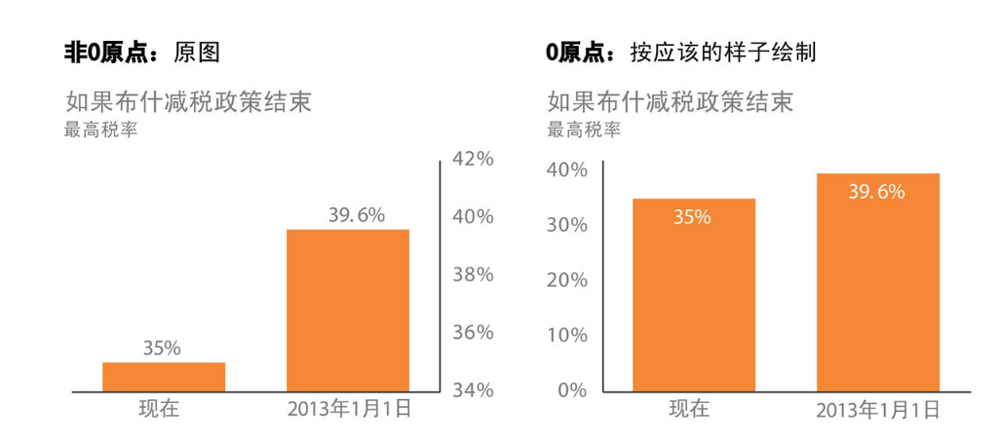 非0原点：原图
如果布什减税政策结束
最高税率
42%
40%
38%
36%
34%
35%
39.6%
现在
2013年1月1日
0原点：按应该的样子绘制
如果布什减税政策结束
最高税率
40%
30%
20%
10%
0%
35%
39.6%
现在
2013年1月1日